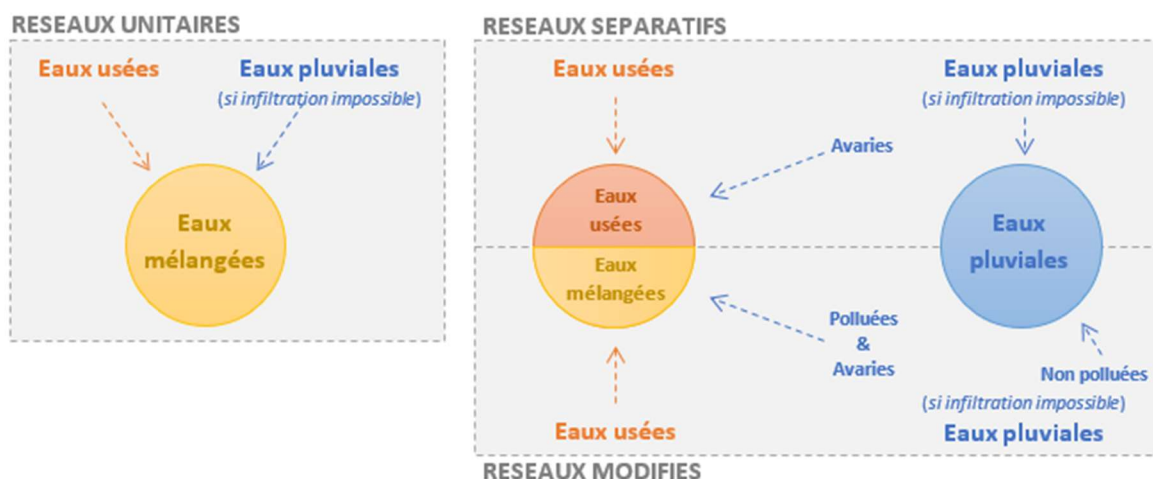 RESEAUX UNITAIRES
Eaux usées
Eaux pluviales
(si infiltration impossible)
Eaux
mélangées
RESEAUX SEPARATIFS
Eaux usées
Eaux pluviales
(si infiltration impossible)
Avaries
Eaux
usées
Eaux
mélangées
Eaux
pluviales
Polluées
&
Avaries
Non polluées
(si infiltration impossible)
Eaux usées
Eaux pluviales
RESEAUX MODIFIES